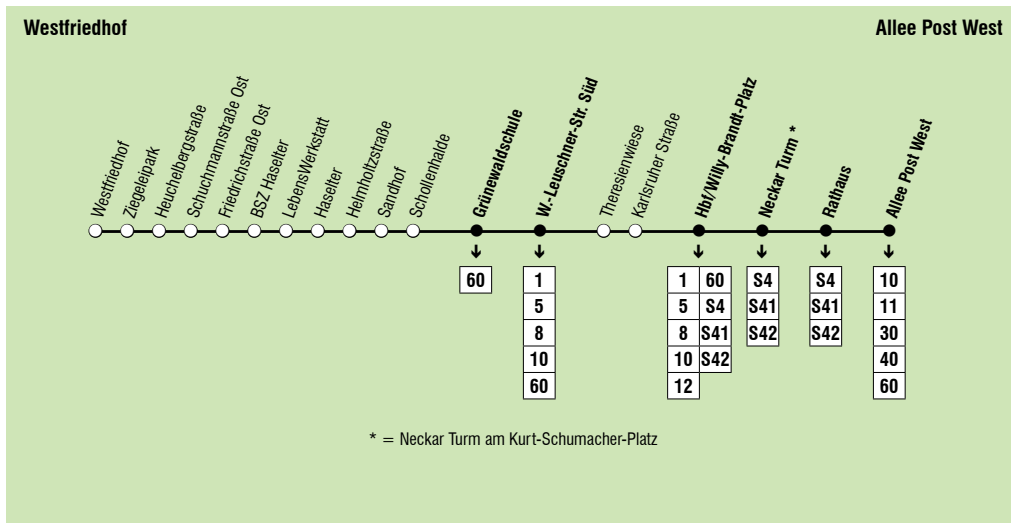 Westfriedhof
Allee Post West
Westfriedhof
Ziegeleipark
Heuchelbergstraße
Schuchmannstraße Ost
Friedrichstraße Ost
BSZ Haselter
LebensWerkstatt
Haselter
Helmholtzstraße
Sandhof
Schollenhalde
Grünewaldschule
W.-Leuschner-Str. Süd
Theresienwiese
Karlsruher Straße
Hbf/Willy-Brandt-Platz
Neckar Turm *
Rathaus
Allee Post West
60
1
5
8
10
60
1 60
5 S4
8 S41
10 S42
12
S4
S41
S42
S4
S41
S42
10
11
30
40
60
* = Neckar Turm am Kurt-Schumacher-Platz